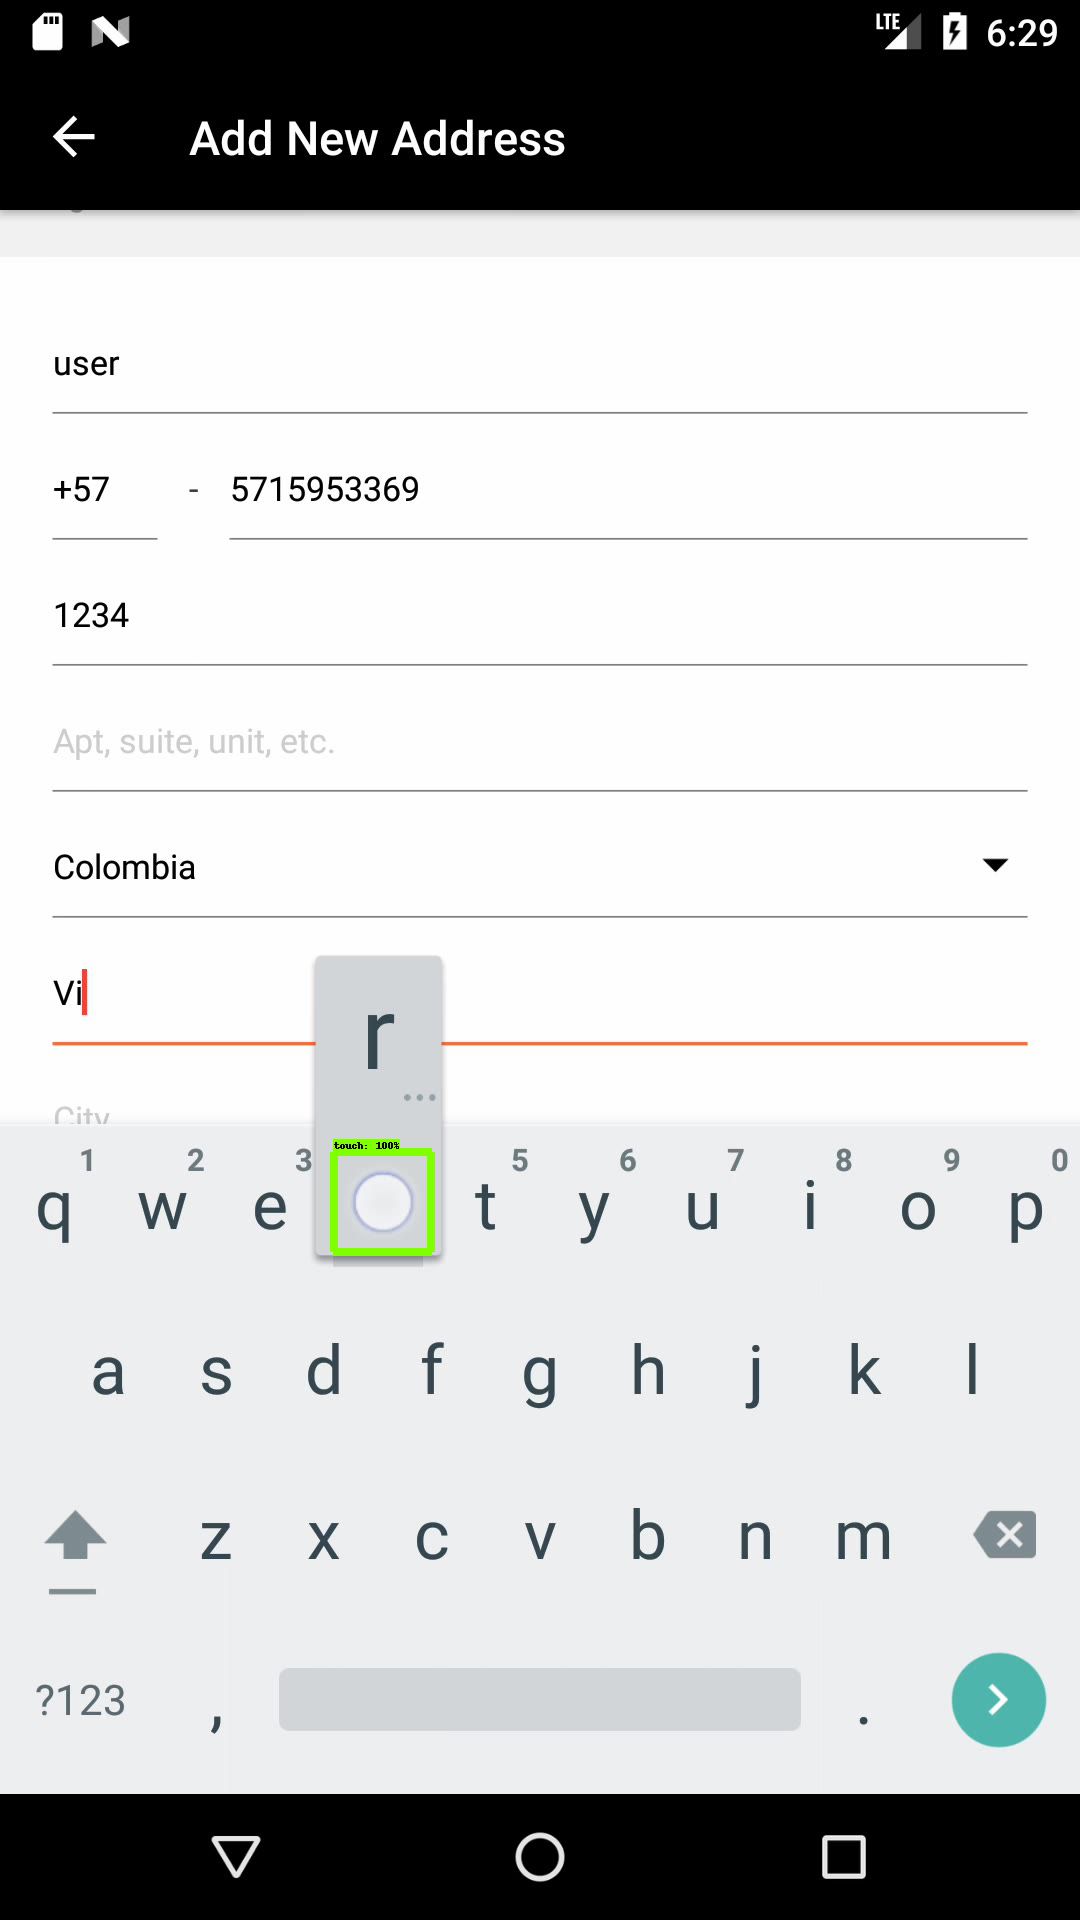 LTE 6:29
Add New Address
user
+57 - 5715953369
1234
Apt, suite, unit, etc.
Colombia
Vi
r
...
City
touch: 100%
1 2 3 5 6 7 8 9 0
q w e t y u i o p
a s d f g h j k l
z x c v b n m
?123 , .